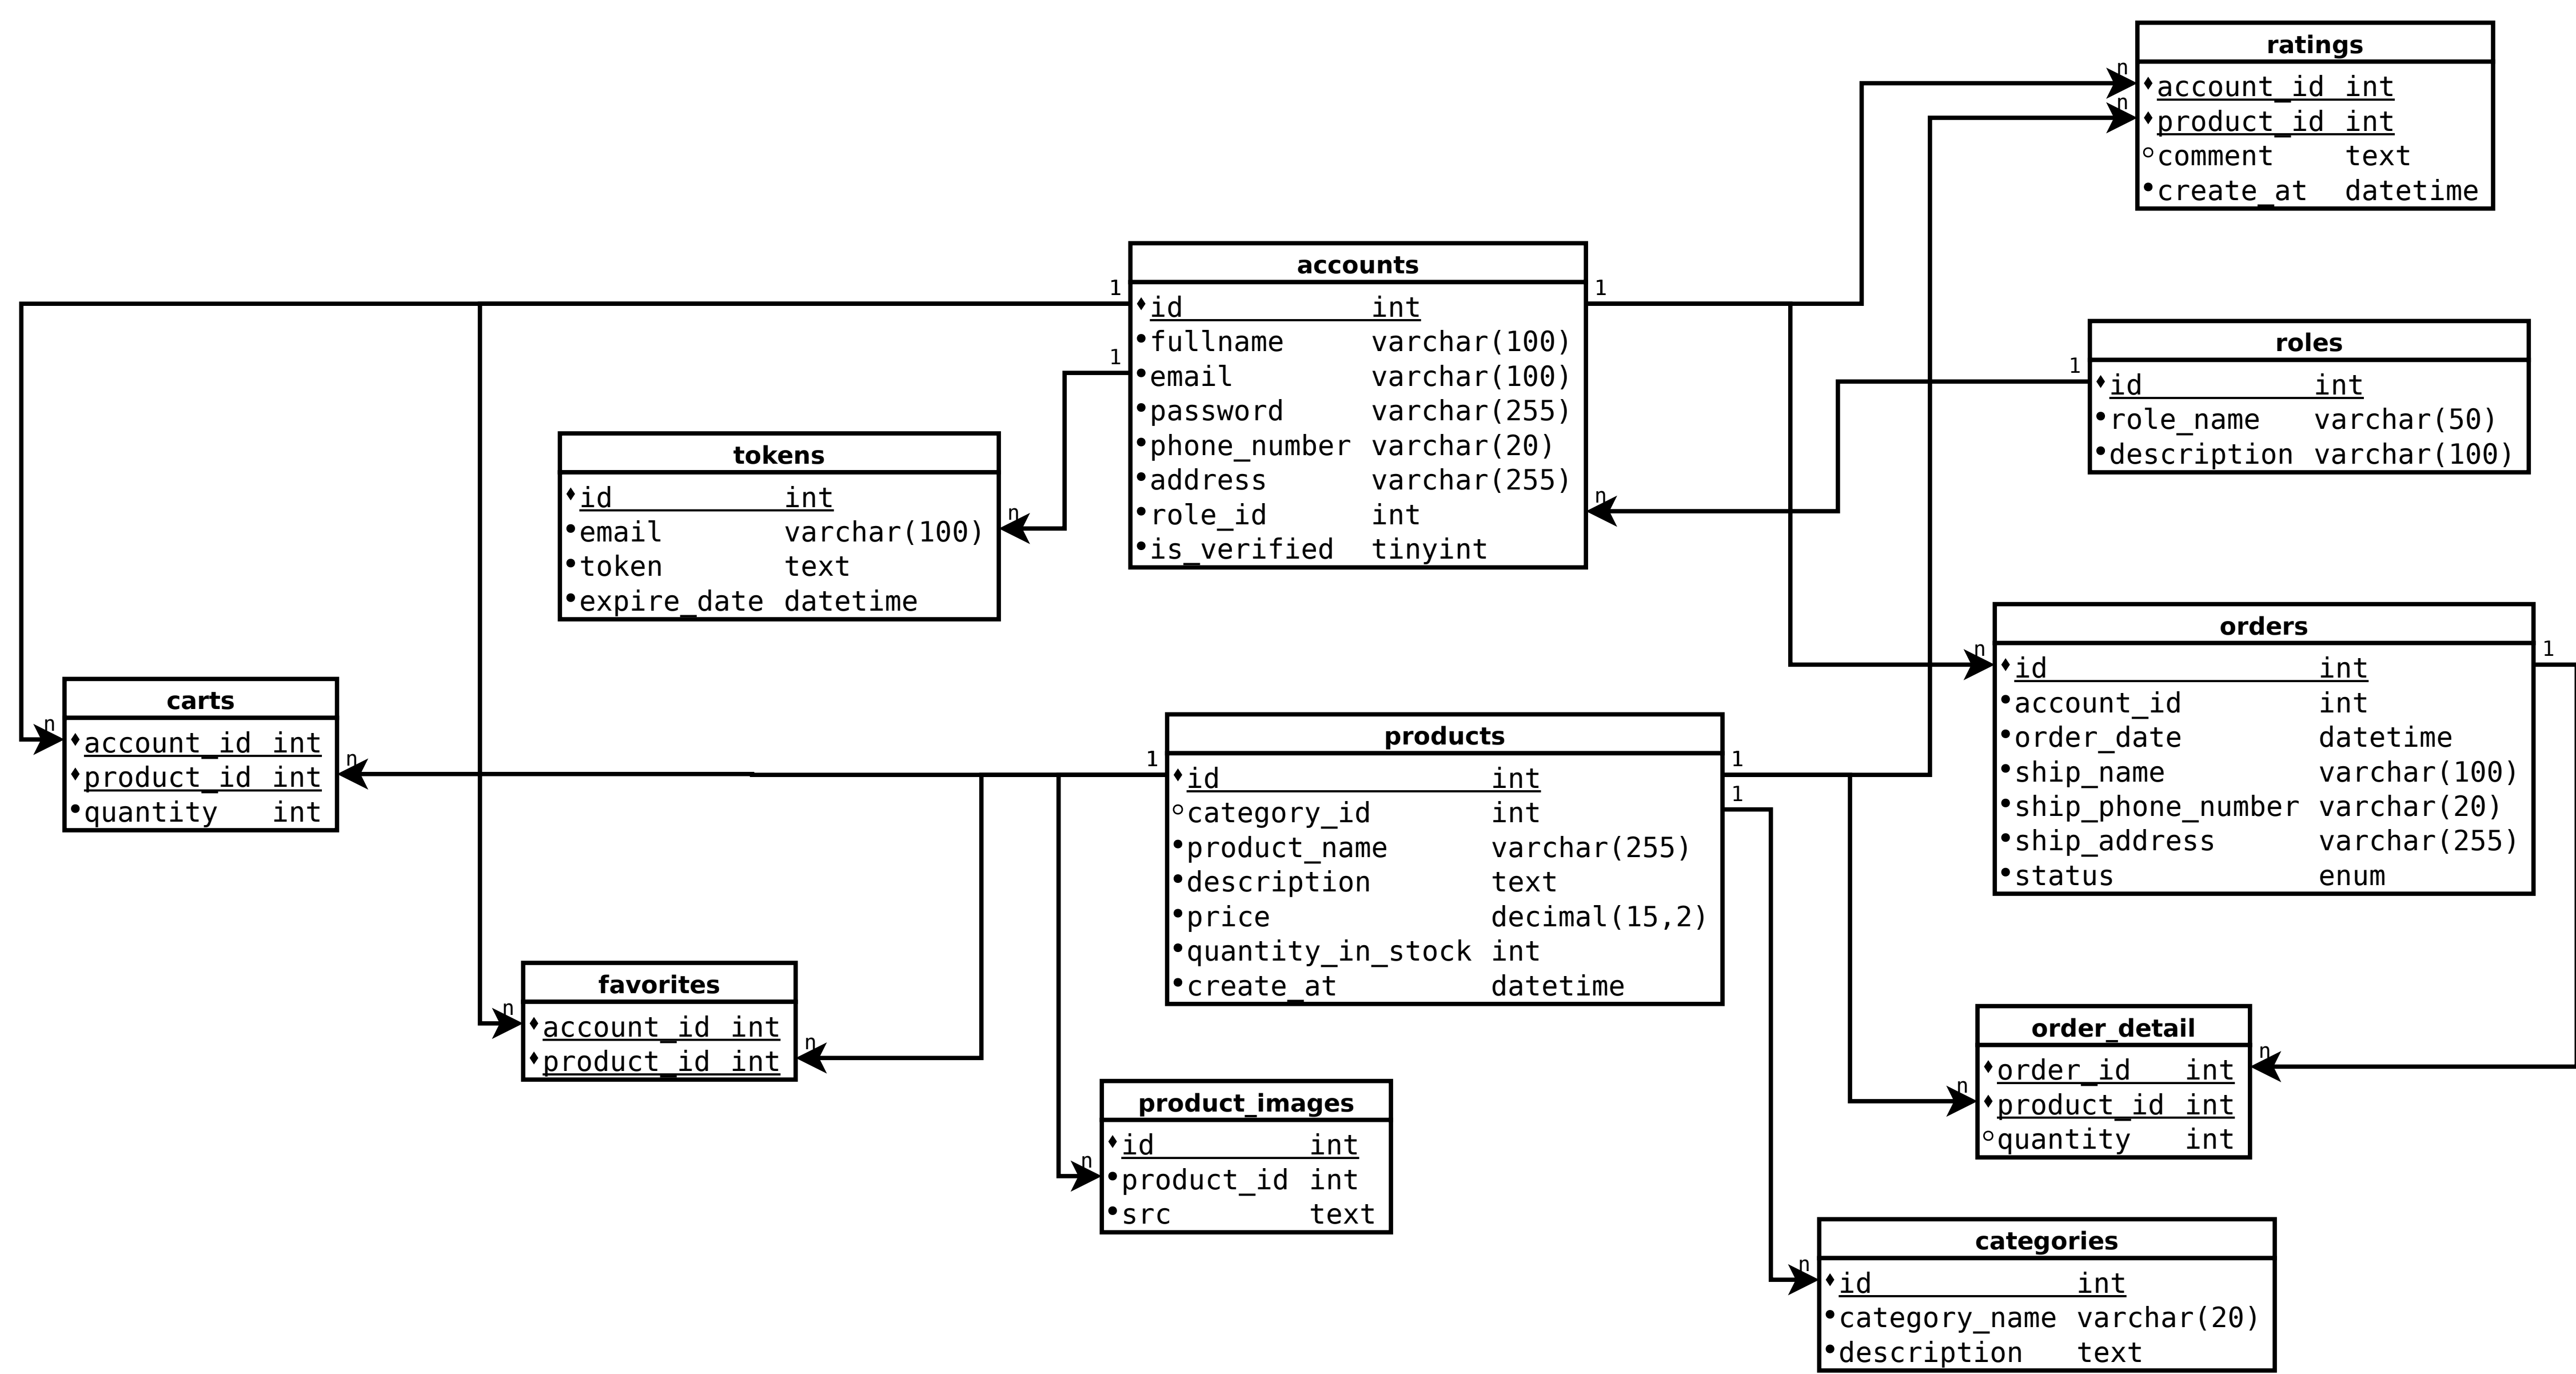 ratings
n
account_id int
n
product_id int
comment text
create_at datetime
accounts
1
1
id int
fullname varchar(100)
1
email varchar(100)
password varchar(255)
phone_number varchar(20)
address varchar(255)
n
role_id int
is_verified tinyint
roles
1
id int
role_name varchar(50)
description varchar(100)
tokens
id int
n
email varchar(100)
token text
expire_date datetime
orders
n
1
id int
account_id int
order_date datetime
ship_name varchar(100)
ship_phone_number varchar(20)
ship_address varchar(255)
status enum
carts
n
account_id int
n
product_id int
quantity int
products
1
1
id int
1
category_id int
product_name varchar(255)
description text
price decimal(15,2)
quantity_in_stock int
create_at datetime
favorites
n
account_id int
n
product_id int
order_detail
n
order_id int
n
product_id int
quantity int
product_images
id int
n
product_id int
src text
categories
n
id int
category_name varchar(20)
description text